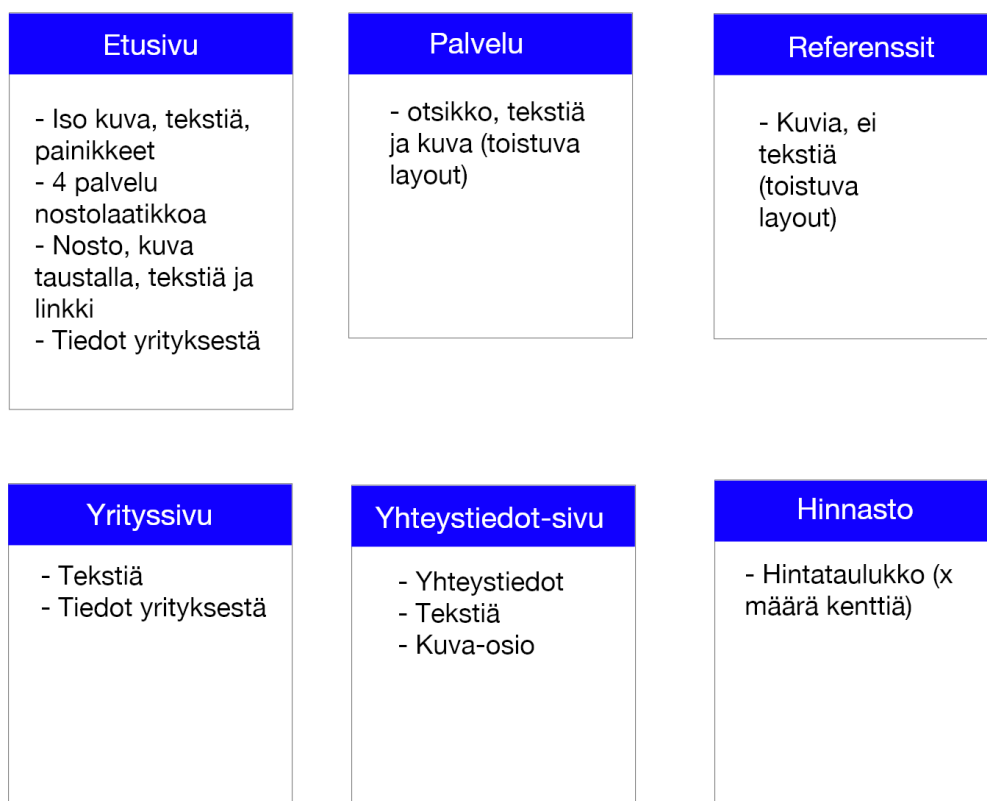 Etusivu
- Iso kuva, tekstiä,
painikkeet
- 4 palvelu
nostolaatikkoa
- Nosto, kuva
taustalla, tekstiä ja
linkki
- Tiedot yrityksestä
Palvelu
- otsikko, tekstiä
ja kuva (toistuva
layout)
Referenssit
- Kuvia, ei
tekstiä
(toistuva
layout)
Yrityssivu
- Tekstiä
- Tiedot yrityksestä
Yhteystiedot-sivu
- Yhteystiedot
- Tekstiä
- Kuva-osio
Hinnasto
- Hintataulukko (x
määrä kenttiä)